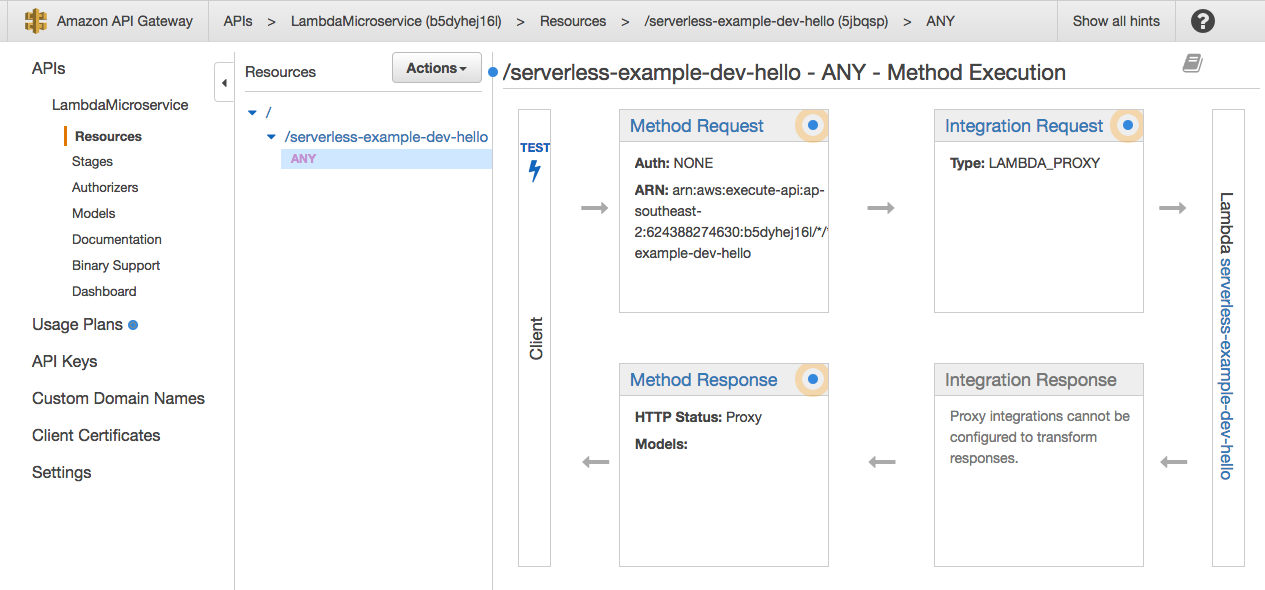 Amazon API Gateway
APIs > LambdaMicroservice (b5dyhej16l) > Resources > /serverless-example-dev-hello (5jbqsp) > ANY
Show all hints
?
APIs
LambdaMicroservice
Resources
Stages
Authorizers
Models
Documentation
Binary Support
Dashboard
Usage Plans
API Keys
Custom Domain Names
Client Certificates
Settings
Resources
Actions
/
/serverless-example-dev-hello
ANY
/serverless-example-dev-hello - ANY - Method Execution
TEST
Client
Method Request
Auth: NONE
ARN: arn:aws:execute-api:ap-
southeast-
2:624388274630:b5dyhej16l/*/*
example-dev-hello
Integration Request
Type: LAMBDA_PROXY
Lambda serverless-example-dev-hello
Method Response
HTTP Status: Proxy
Models:
Integration Response
Proxy integrations cannot be
configured to transform
responses.